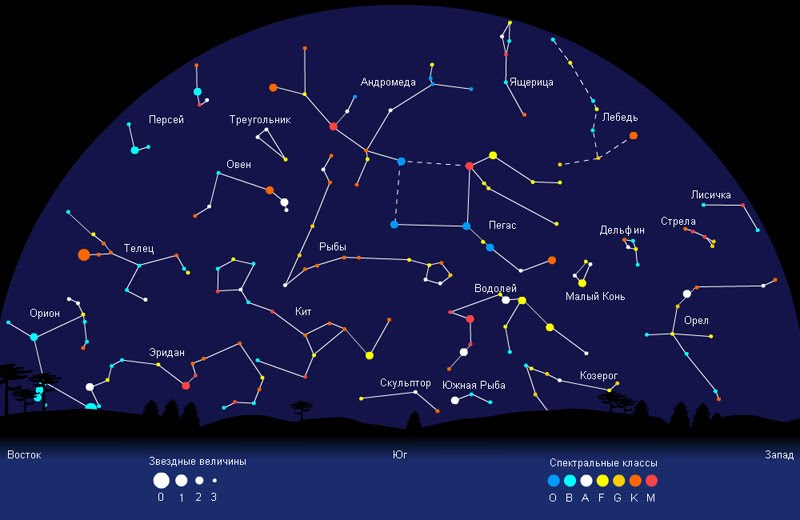 Андромеда
Ящерица
Персей
Треугольник
Лебедь
Овен
Лисичка
Стрела
Пегас
Дельфин
Телец
Рыбы
Водолей
Малый Конь
Орион
Кит
Орел
Эридан
Скульптор
Южная Рыба
Козерог
Восток
Юг
Запад
Звездные величины
0 1 2 3
Спектральные классы
O B A F G K M